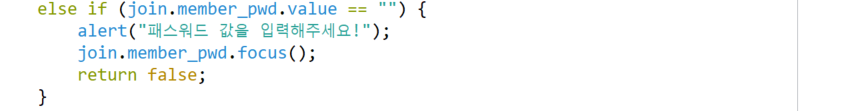 else if (join.member_pwd.value == "") {
    alert("패스워드 값을 입력해주세요!");
    join.member_pwd.focus();
    return false;
}